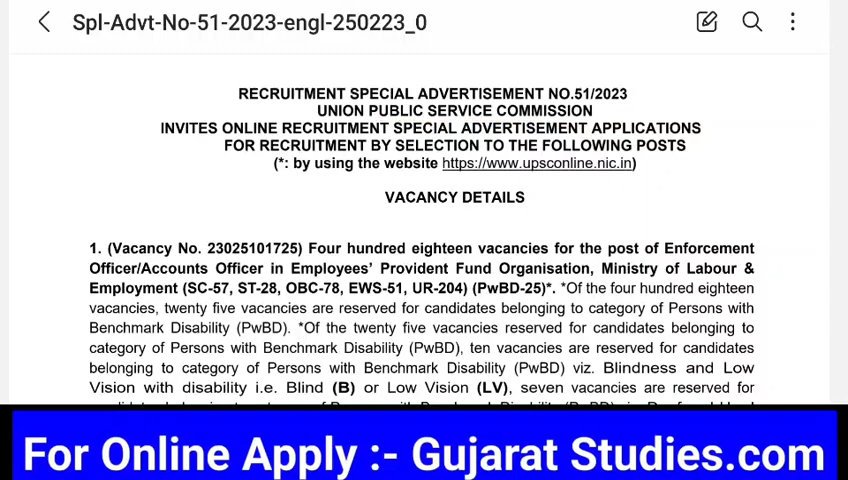 Spl-Advt-No-51-2023-engl-250223_0
RECRUITMENT SPECIAL ADVERTISEMENT NO.51/2023
UNION PUBLIC SERVICE COMMISSION
INVITES ONLINE RECRUITMENT SPECIAL ADVERTISEMENT APPLICATIONS
FOR RECRUITMENT BY SELECTION TO THE FOLLOWING POSTS
(*: by using the website https://www.upsconline.nic.in)
VACANCY DETAILS
1. (Vacancy No. 23025101725) Four hundred eighteen vacancies for the post of Enforcement
Officer/Accounts Officer in Employees' Provident Fund Organisation, Ministry of Labour &
Employment (SC-57, ST-28, OBC-78, EWS-51, UR-204) (PwBD-25)*. *Of the four hundred eighteen
vacancies, twenty five vacancies are reserved for candidates belonging to category of Persons with
Benchmark Disability (PwBD). *Of the twenty five vacancies reserved for candidates belonging to
category of Persons with Benchmark Disability (PwBD), ten vacancies are reserved for candidates
belonging to category of Persons with Benchmark Disability (PwBD) viz. Blindness and Low
Vision with disability i.e. Blind (B) or Low Vision (LV), seven vacancies are reserved for
For Online Apply :- Gujarat Studies.com